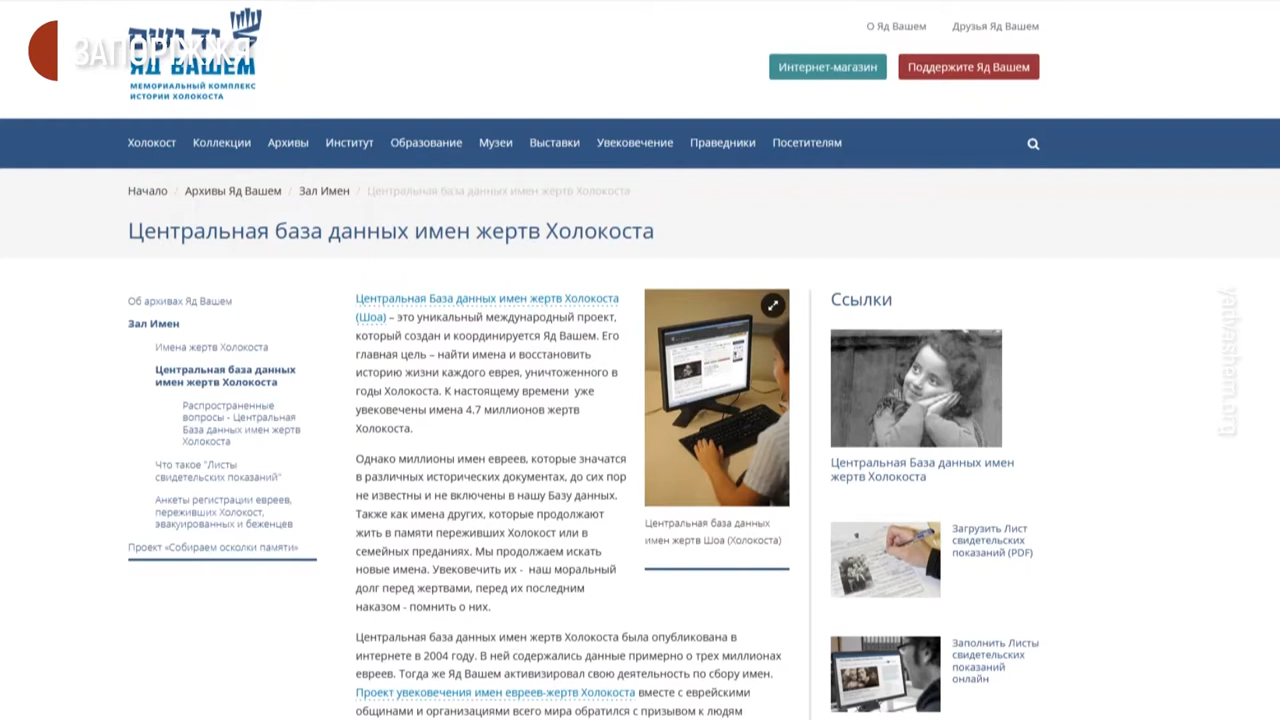 ЗАПОРІЖЖЯ
ЯД ВАШЕМ
МЕМОРИАЛЬНЫЙ КОМПЛЕКС
ИСТОРИИ ХОЛОКОСТА
О Яд Вашем
Друзья Яд Вашем
Интернет-магазин
Поддержите Яд Вашем
Холокост Коллекции Архивы Институт Образование Музеи Выставки Увековечение Праведники Посетителям
Начало / Архивы Яд Вашем / Зал Имен / Центральная база данных имен жертв Холокоста
Центральная база данных имен жертв Холокоста
Об архивах Яд Вашем
Зал Имен
Имена жертв Холокоста
Центральная база данных
имен жертв Холокоста
Распространенные
вопросы - Центральная
База данных имен жертв
Холокоста
Что такое "Листы
свидетельских показаний"
Анкеты регистрации евреев,
переживших Холокост,
эвакуированных и беженцев
Проект «Собираем осколки памяти»
Центральная База данных имен жертв Холокоста
(Шоа) – это уникальный международный проект,
который создан и координируется Яд Вашем. Его
главная цель – найти имена и восстановить
историю жизни каждого еврея, уничтоженного в
годы Холокоста. К настоящему времени уже
увековечены имена 4.7 миллионов жертв
Холокоста.
Однако миллионы имен евреев, которые значатся
в различных исторических документах, до сих пор
не известны и не включены в нашу Базу данных.
Также как имена других, которые продолжают
жить в памяти переживших Холокост или в
семейных преданиях. Мы продолжаем искать
новые имена. Увековечить их - наш моральный
долг перед жертвами, перед их последним
наказом - помнить о них.
Центральная база данных имен жертв Холокоста была опубликована в
интернете в 2004 году. В ней содержались данные примерно о трех миллионах
евреев. Тогда же Яд Вашем активизировал свою деятельность по сбору имен.
Проект увековечения имен евреев-жертв Холокоста вместе с еврейскими
общинами и организациями всего мира обратился с призывом к людям
Центральная база данных
имен жертв Шоа (Холокоста)
Ссылки
Центральная База данных имен
жертв Холокоста
Загрузить Лист
свидетельских
показаний (PDF)
Заполнить Листы
свидетельских
показаний
онлайн
yadvashem.org